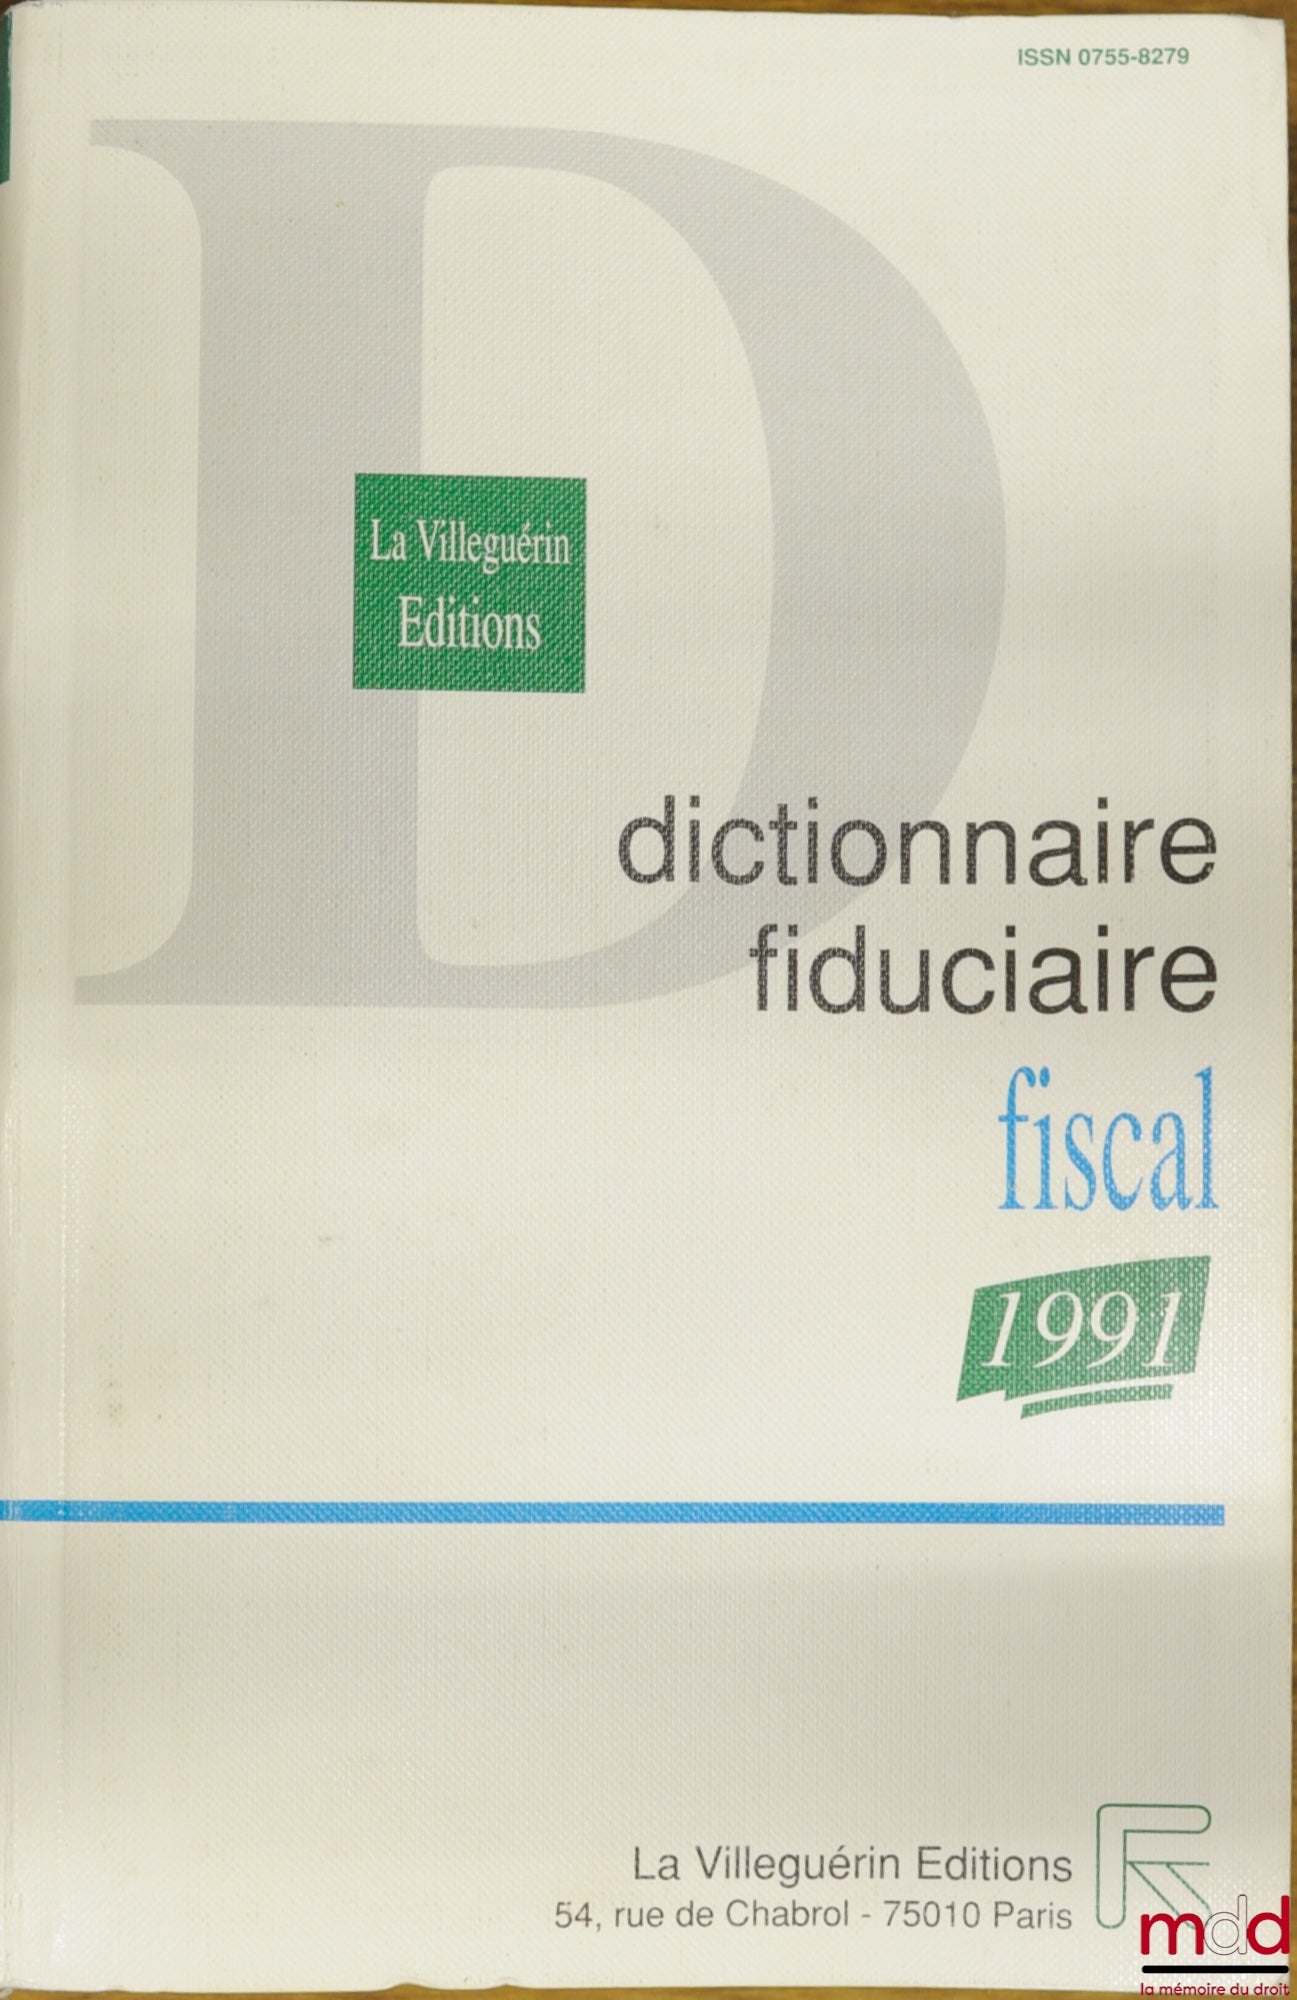 ISSN 0755-8279
D
La Villeguérin
Editions
dictionnaire
fiduciaire
fiscal
1991
La Villeguérin Editions
54, rue de Chabrol - 75010 Paris
mdd
la mémoire du droit